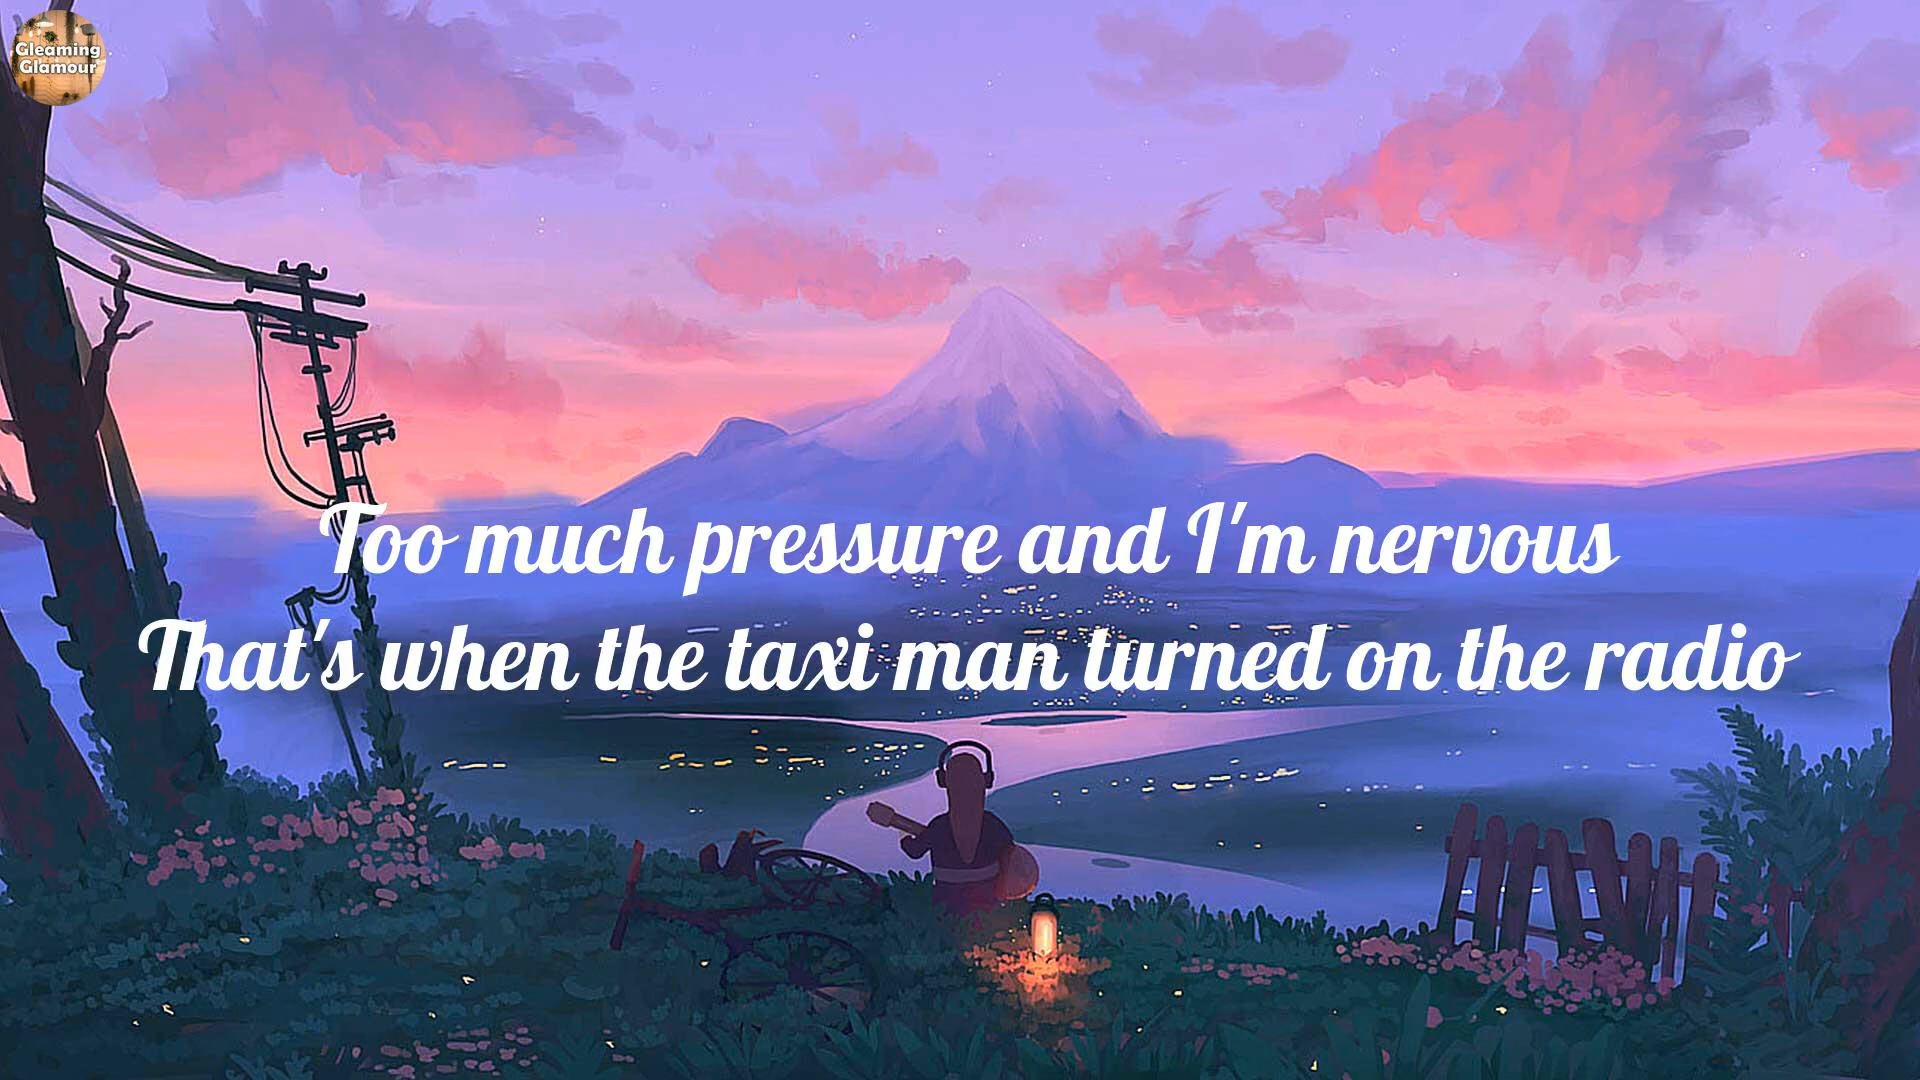 Gleaming
Glamour
Too much pressure and I'm nervous
That's when the taxi man turned on the radio